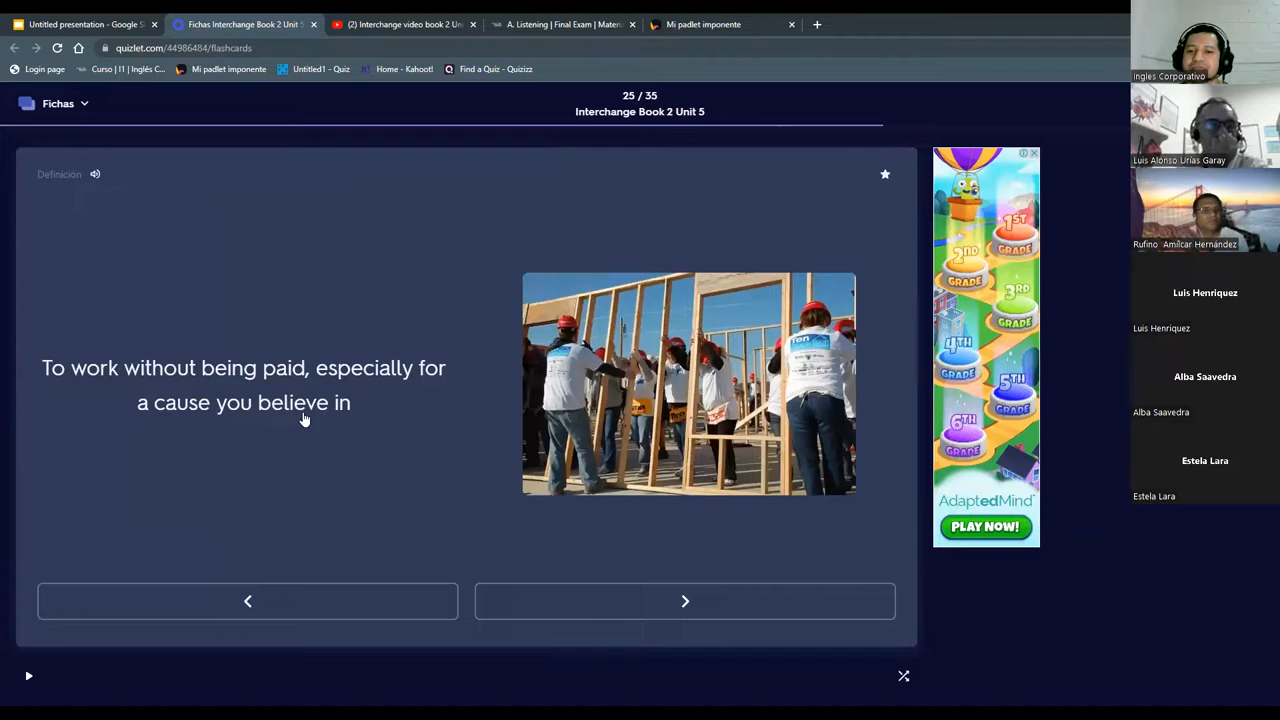 Untitled presentation - Google S
Fichas Interchange Book 2 Unit 5
(2) Interchange video book 2 Un
A. Listening | Final Exam | Materi
Mi padlet imponente
quizlet.com/44986484/flashcards
Login page
Curso | I1 | Inglés C...
Mi padlet imponente
Untitled1 - Quiz
Home - Kahoot!
Find a Quiz - Quizizz
Fichas
25 / 35
Interchange Book 2 Unit 5
Definición
To work without being paid, especially for
a cause you believe in
1ST
GRADE
2ND
GRADE
3RD
GRADE
4TH
GRADE
5TH
GRADE
6TH
GRADE
ADAPTEDMIND
PLAY NOW!
Ingles Corporativo
Luis Alonso Urías Garay
Rufino Amílcar Hernández
Luis Henriquez
Luis Henriquez
Alba Saavedra
Alba Saavedra
Estela Lara
Estela Lara